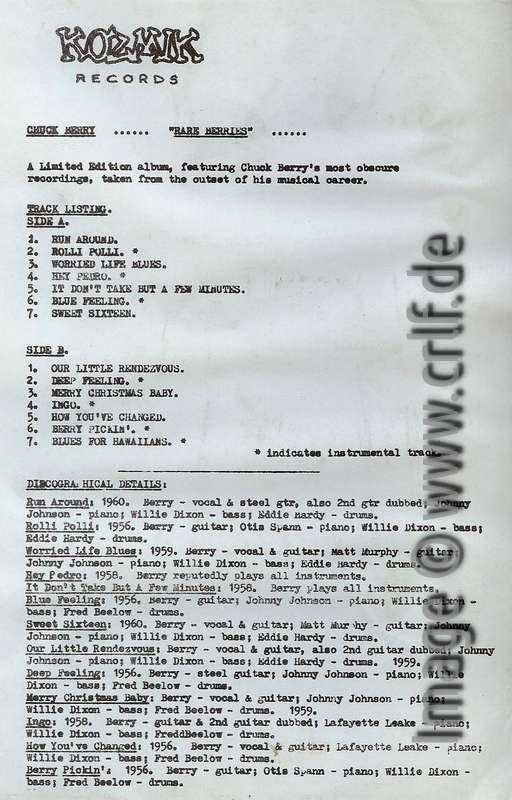 KOZMIK
RECORDS
CHUCK BERRY ...... "RARE BERRIES" ......
A Limited Edition album, featuring Chuck Berry's most obscure
recordings, taken from the outset of his musical career.
TRACK LISTING.
SIDE A.
1. RUN AROUND.
2. ROLLI POLLI. *
3. WORRIED LIFE BLUES.
4. HEY PEDRO. *
5. IT DON'T TAKE BUT A FEW MINUTES.
6. BLUE FEELING. *
7. SWEET SIXTEEN.
SIDE B.
1. OUR LITTLE RENDEZVOUS.
2. DEEP FEELING. *
3. MERRY CHRISTMAS BABY.
4. INGO. *
5. HOW YOU'VE CHANGED.
6. BERRY PICKIN'. *
7. BLUES FOR HAWAIIANS. *
* indicates instrumental track.
DISCOGRA HICAL DETAILS:
Run Around: 1960. Berry - vocal & steel gtr, also 2nd gtr dubbed; Johnny
Johnson - piano; Willie Dixon - bass; Eddie Hardy - drums.
Rolli Polli: 1956. Berry - guitar; Otis Spann - piano; Willie Dixon - bass;
Eddie Hardy - drums.
Worried Life Blues: 1959. Berry - vocal & guitar; Matt Murphy - guitar;
Johnny Johnson - piano; Willie Dixon - bass; Eddie Hardy - drums.
Hey Pedro: 1958. Berry reputedly plays all instruments.
It Don't Take But A Few Minutes: 1958. Berry plays all instruments.
Blue Feeling: 1956. Berry - guitar; Johnny Johnson - piano; Willie Dixon -
bass; Fred Beelow - drums.
Sweet Sixteen: 1960. Berry - vocal & guitar; Matt Mur hy - guitar; Johnny
Johnson - piano; Willie Dixon - bass; Eddie Hardy - drums.
Our Little Rendezvous: Berry - vocal & guitar, also 2nd guitar dubbed; Johnny
Johnson - piano; Willie Dixon - bass; Eddie Hardy - drums. 1959.
Deep Feeling: 1956. Berry - steel guitar; Johnny Johnson - piano; Willie
Dixon - bass; Fred Beelow - drums.
Merry Christmas Baby: Berry - vocal & guitar; Johnny Johnson - piano;
Willie Dixon - bass; Fred Beelow - drums. 1959.
Ingo: 1958. Berry - guitar & 2nd guitar dubbed; Lafayette Leake - piano;
Willie Dixon - bass; FreddBeelow - drums.
How You've Changed: 1956. Berry - vocal & guitar; Lafayette Leake - piano;
Willie Dixon - bass; Fred Beelow - drums.
Berry Pickin': 1956. Berry - guitar; Otis Spann - piano; Willie Dixon -
bass; Fred Beelow - drums.
Image: © www.crlf.de